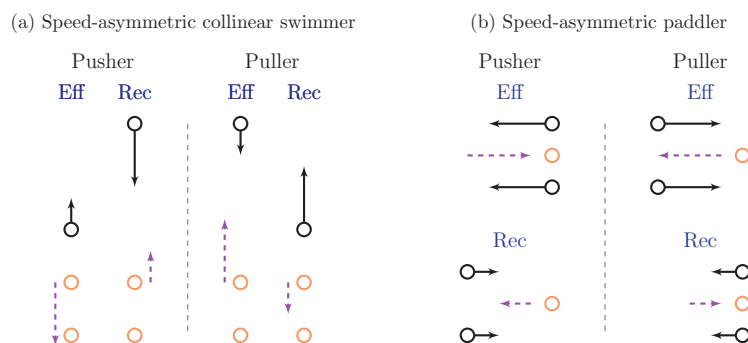 (a) Speed-asymmetric collinear swimmer
Pusher Puller
Eff Rec Eff Rec
(b) Speed-asymmetric paddler
Pusher Puller
Eff Eff
Rec Rec